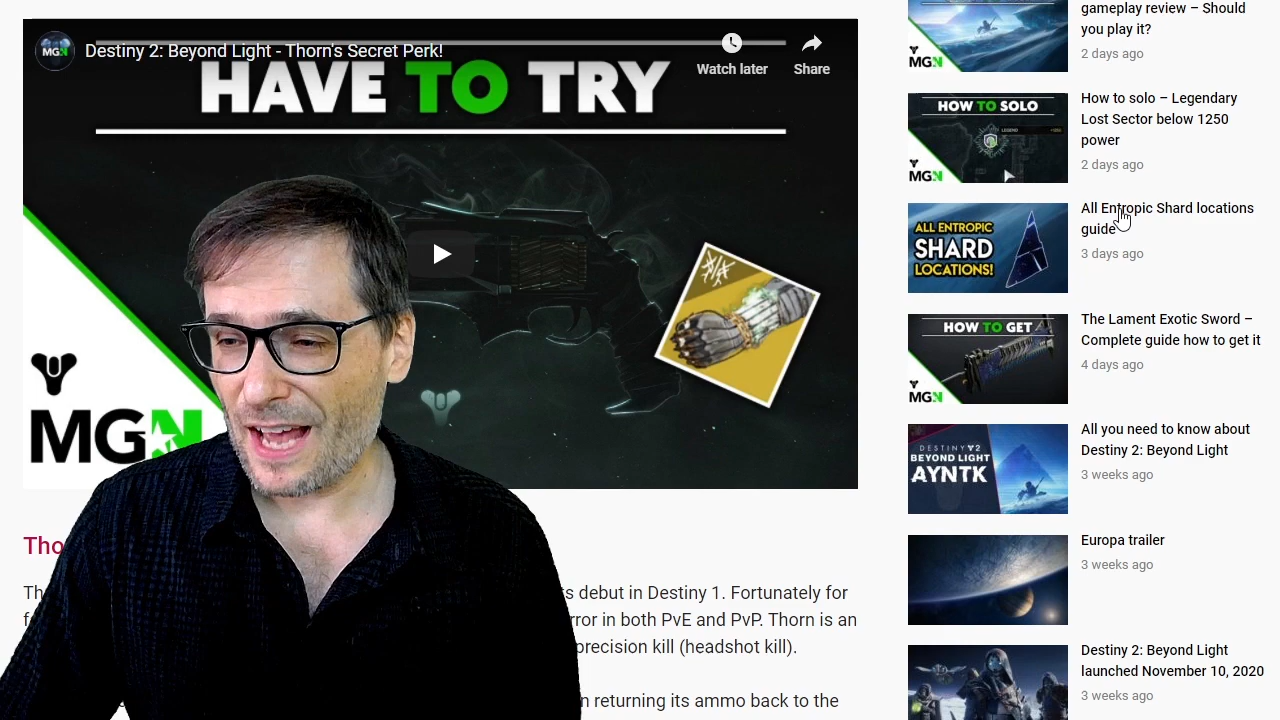 Destiny 2: Beyond Light - Thorn's Secret Perk!
MGN
Watch later
Share
HAVE TO TRY
MGN
Tho
Th
s debut in Destiny 1. Fortunately for
f
ror in both PvE and PvP. Thorn is an
precision kill (headshot kill).
n returning its ammo back to the
gameplay review – Should
you play it?
2 days ago
MGN
HOW TO SOLO
LEGEND
MGN
How to solo – Legendary
Lost Sector below 1250
power
2 days ago
ALL ENTROPIC
SHARD
LOCATIONS!
All Entropic Shard locations
guide
3 days ago
HOW TO GET
MGN
The Lament Exotic Sword –
Complete guide how to get it
4 days ago
DESTINY 2
BEYOND LIGHT
AYNTK
All you need to know about
Destiny 2: Beyond Light
3 weeks ago
Europa trailer
3 weeks ago
Destiny 2: Beyond Light
launched November 10, 2020
3 weeks ago